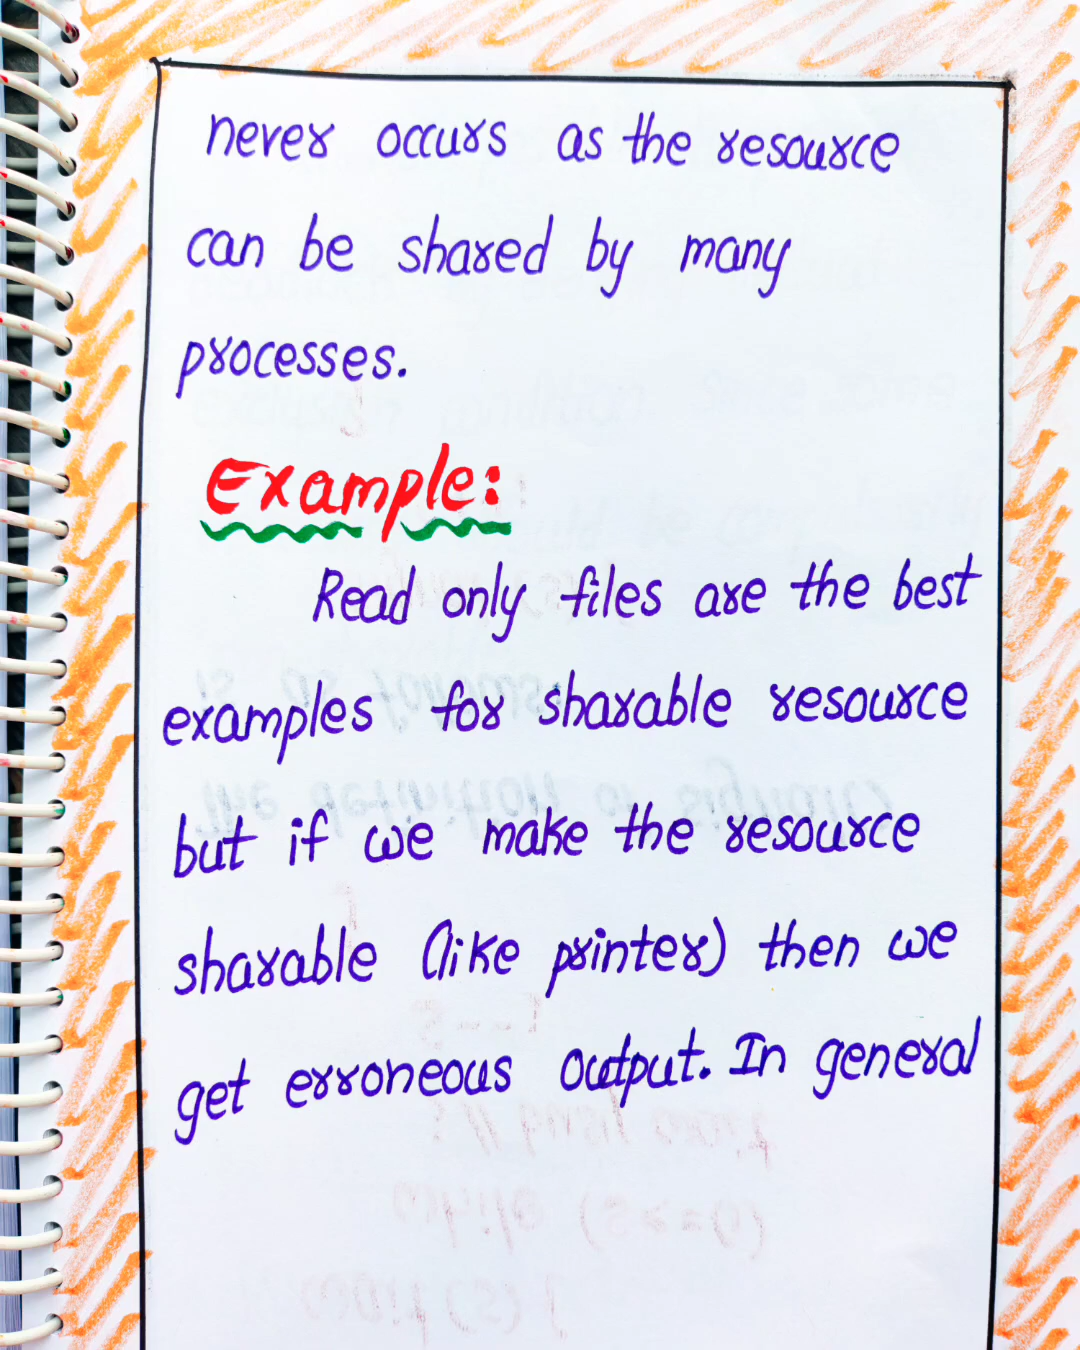 never occurs as the resource
can be shared by many
processes.
Example:
Read only files are the best
examples for sharable resource
but if we make the resource
sharable (like printer) then we
get erroneous output. In general